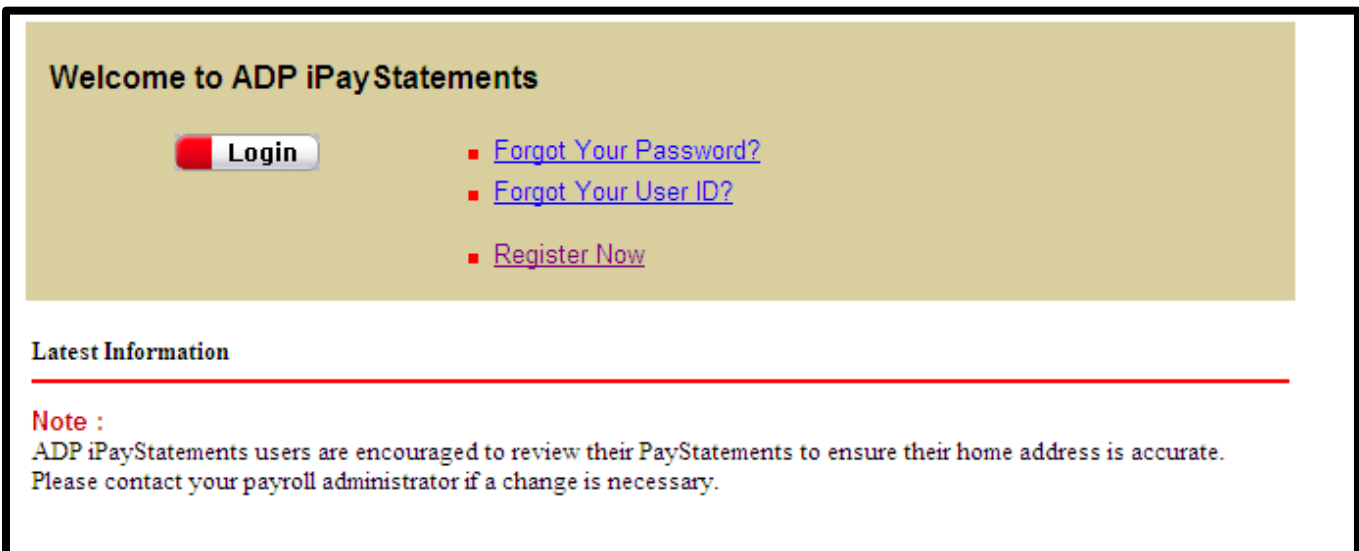 Welcome to ADP iPayStatements
Login
Forgot Your Password?
Forgot Your User ID?
Register Now
Latest Information
Note :
ADP iPayStatements users are encouraged to review their PayStatements to ensure their home address is accurate.
Please contact your payroll administrator if a change is necessary.